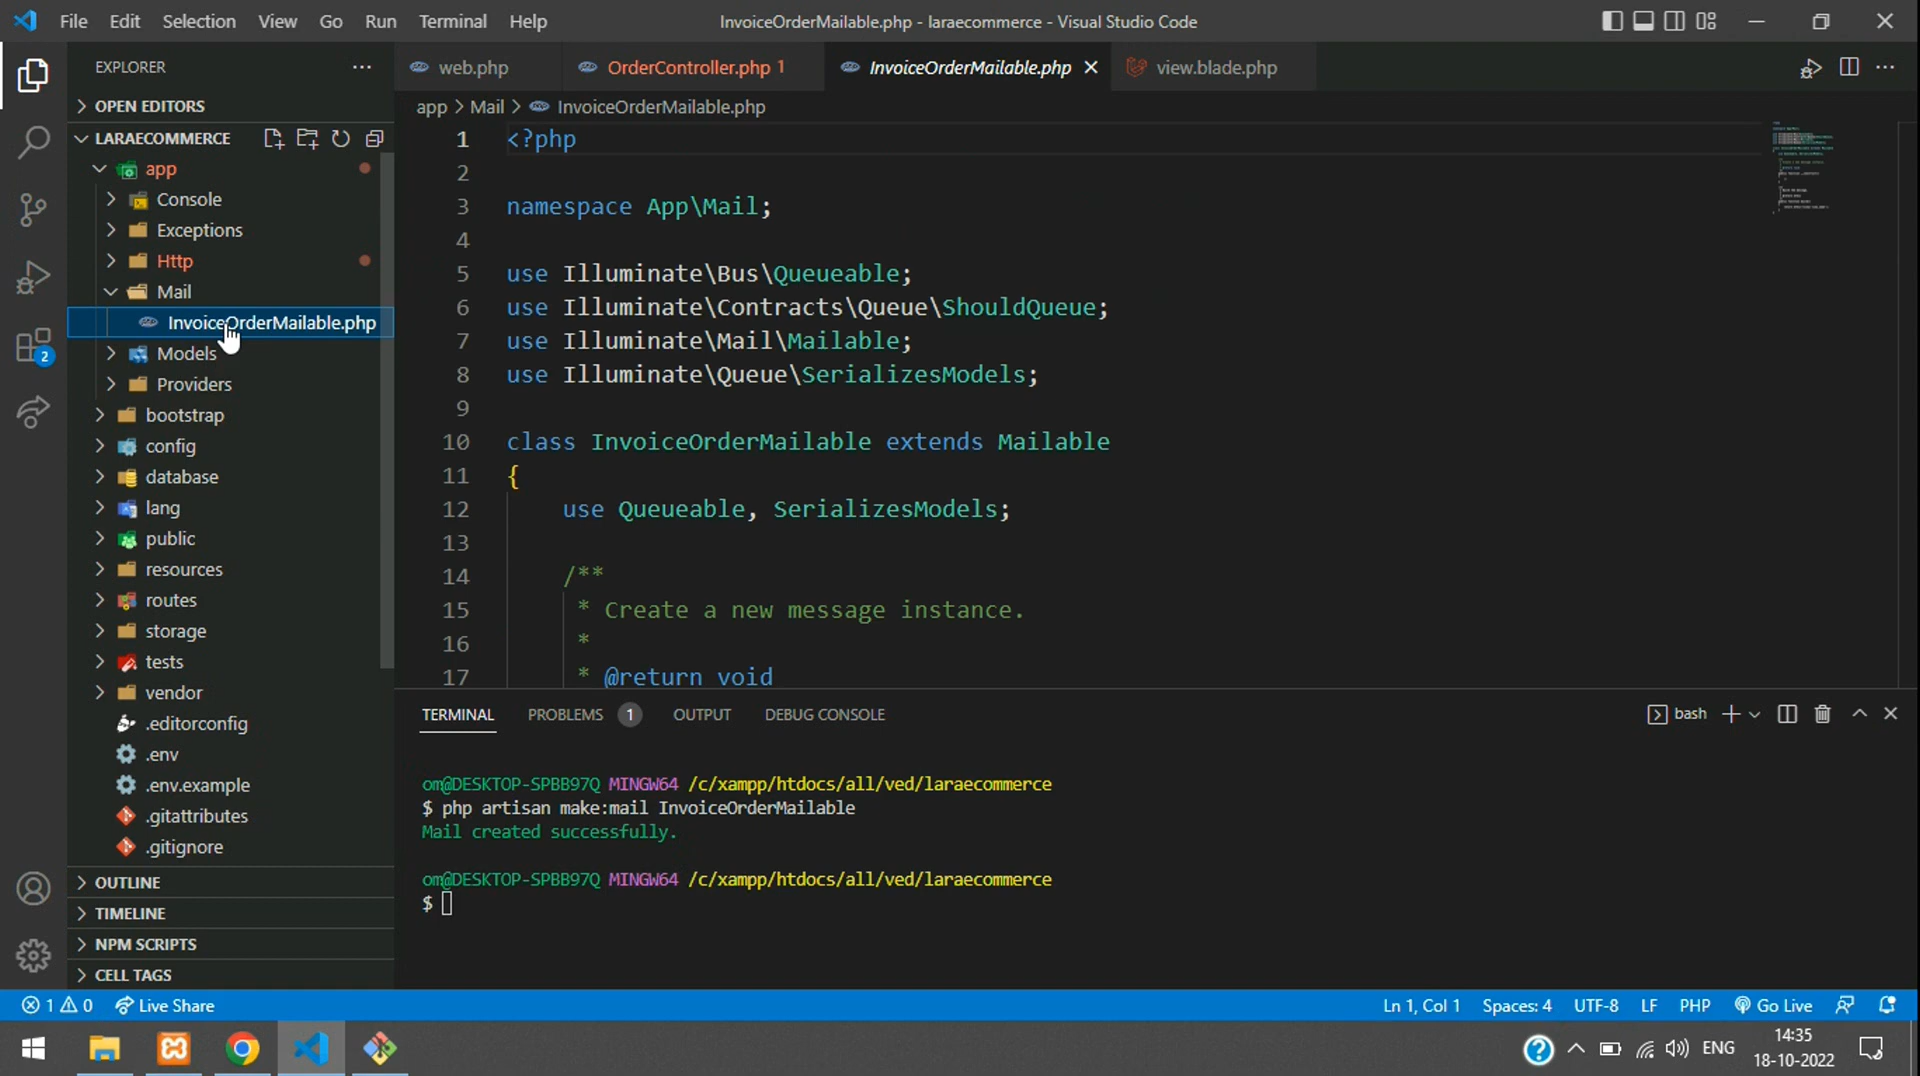 File Edit Selection View Go Run Terminal Help
InvoiceOrderMailable.php - laraecommerce - Visual Studio Code
EXPLORER
OPEN EDITORS
LARAECOMMERCE
app
Console
Exceptions
Http
Mail
InvoiceOrderMailable.php
Models
Providers
bootstrap
config
database
lang
public
resources
routes
storage
tests
vendor
.editorconfig
.env
.env.example
.gitattributes
.gitignore
OUTLINE
TIMELINE
NPM SCRIPTS
CELL TAGS
2
web.php
OrderController.php 1
InvoiceOrderMailable.php
view.blade.php
app > Mail > InvoiceOrderMailable.php
1 <?php
2
3 namespace App\Mail;
4
5 use Illuminate\Bus\Queueable;
6 use Illuminate\Contracts\Queue\ShouldQueue;
7 use Illuminate\Mail\Mailable;
8 use Illuminate\Queue\SerializesModels;
9
10 class InvoiceOrderMailable extends Mailable
11 {
12 use Queueable, SerializesModels;
13
14 /**
15 * Create a new message instance.
16 *
17 * @return void
TERMINAL PROBLEMS 1 OUTPUT DEBUG CONSOLE
bash
om@DESKTOP-SPBB97Q MINGW64 /c/xampp/htdocs/all/ved/laraecommerce
$ php artisan make:mail InvoiceOrderMailable
Mail created successfully.
om@DESKTOP-SPBB97Q MINGW64 /c/xampp/htdocs/all/ved/laraecommerce
$
1 0 Live Share
Ln 1, Col 1 Spaces: 4 UTF-8 LF PHP Go Live
ENG
14:35
18-10-2022